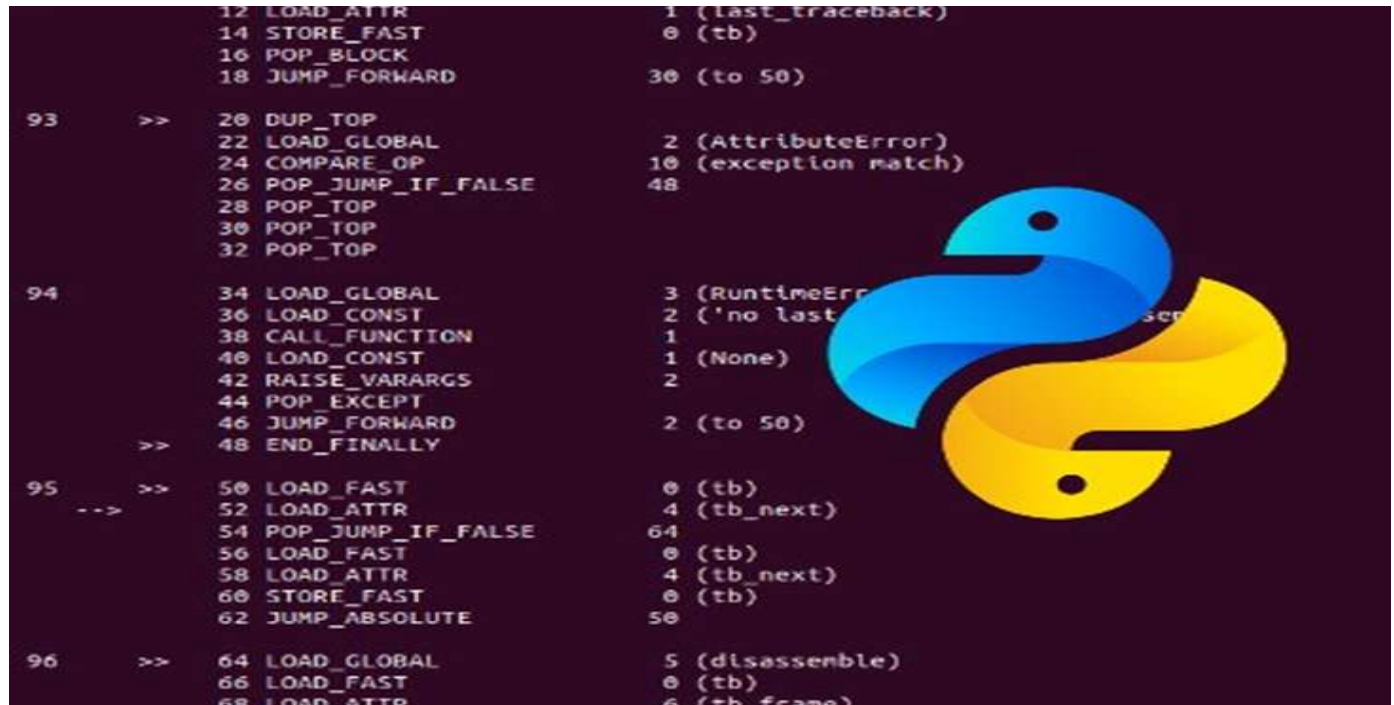 12 LOAD_ATTR 1 (last_traceback)
14 STORE_FAST 0 (tb)
16 POP_BLOCK
18 JUMP_FORWARD 30 (to 50)
93 >> 20 DUP_TOP
22 LOAD_GLOBAL 2 (AttributeError)
24 COMPARE_OP 10 (exception match)
26 POP_JUMP_IF_FALSE 48
28 POP_TOP
30 POP_TOP
32 POP_TOP
94 34 LOAD_GLOBAL 3 (RuntimeErr
36 LOAD_CONST 2 ('no last sen
38 CALL_FUNCTION 1
40 LOAD_CONST 1 (None)
42 RAISE_VARARGS 2
44 POP_EXCEPT
46 JUMP_FORWARD 2 (to 50)
>> 48 END_FINALLY
95 >> 50 LOAD_FAST 0 (tb)
--> 52 LOAD_ATTR 4 (tb_next)
54 POP_JUMP_IF_FALSE 64
56 LOAD_FAST 0 (tb)
58 LOAD_ATTR 4 (tb_next)
60 STORE_FAST 0 (tb)
62 JUMP_ABSOLUTE 50
96 >> 64 LOAD_GLOBAL 5 (disassemble)
66 LOAD_FAST 0 (tb)
68 LOAD_ATTR 6 (tb_frame)